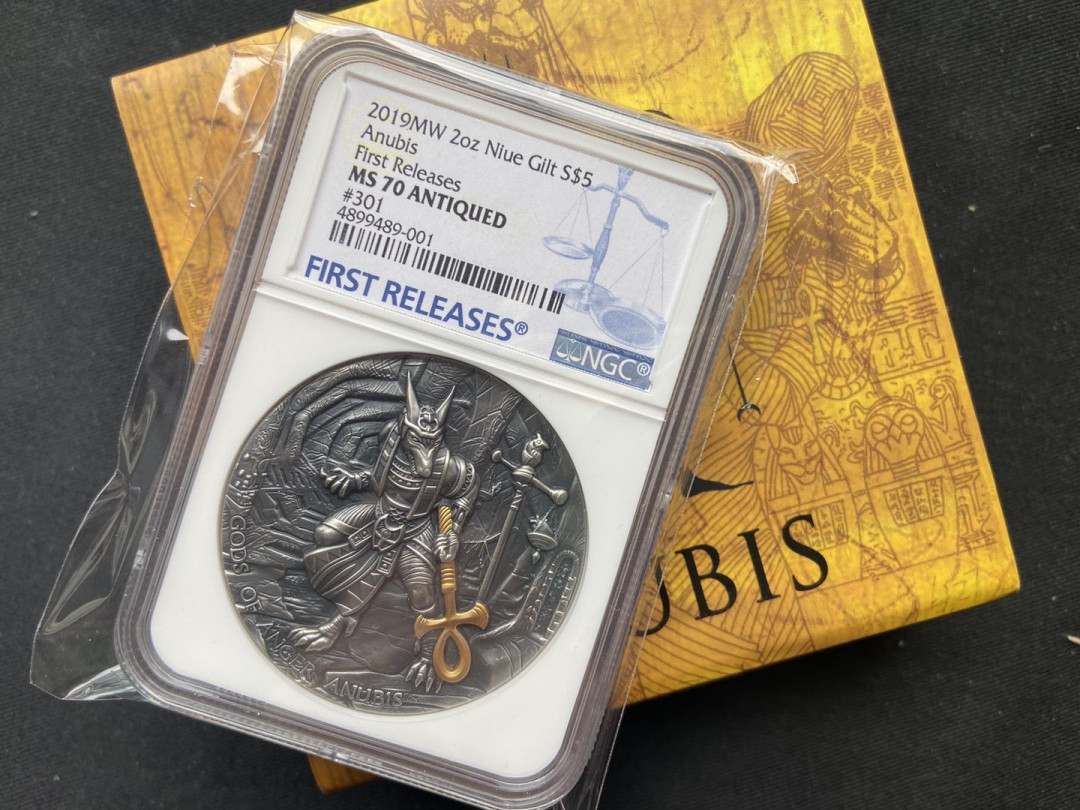 2019MW 2oz Niue Gilt S$5
Anubis
First Releases
MS 70 ANTIQUED
#301
4899489-001
FIRST RELEASES®
NGC®
GODS OF
ANGER ANUBIS
UBIS